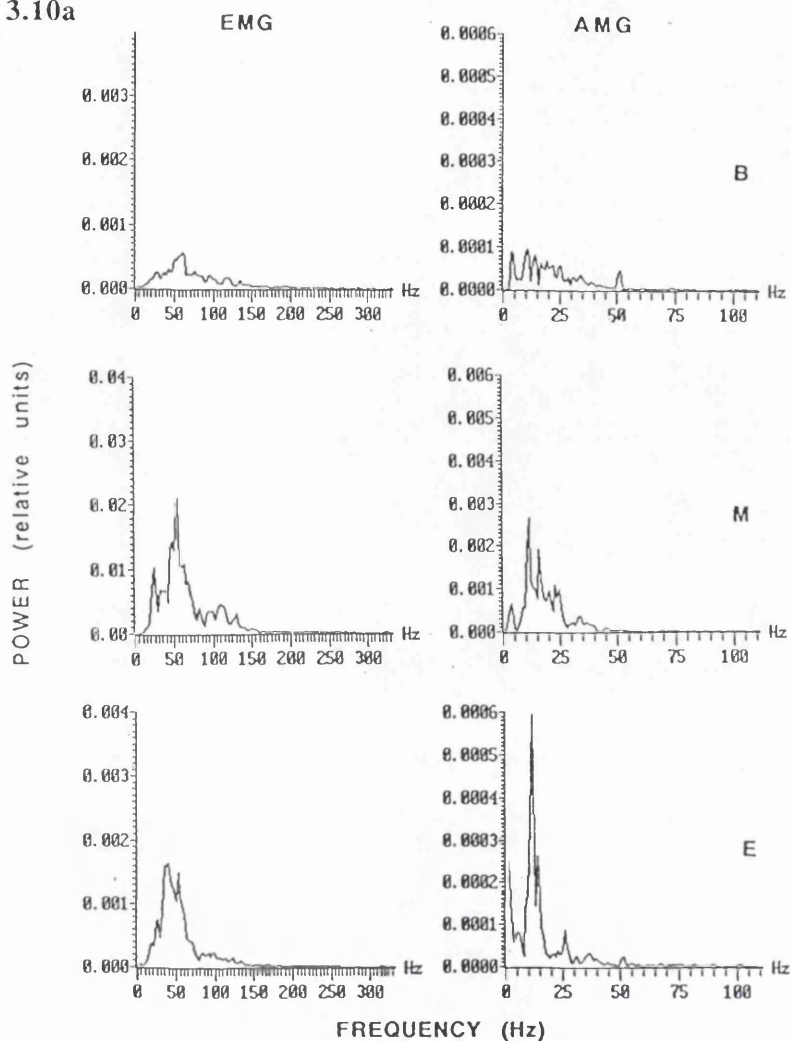 3.10a
EMG
AMG
POWER (relative units)
0.003
0.002
0.001
0.000
0 50 100 150 200 250 300 Hz
0.0006
0.0005
0.0004
0.0003
0.0002
0.0001
0.0000
0 25 50 75 100 Hz
B
0.04
0.03
0.02
0.01
0.00
0 50 100 150 200 250 300 Hz
0.006
0.005
0.004
0.003
0.002
0.001
0.000
0 25 50 75 100 Hz
M
0.004
0.003
0.002
0.001
0.000
0 50 100 150 200 250 300 Hz
0.0006
0.0005
0.0004
0.0003
0.0002
0.0001
0.0000
0 25 50 75 100 Hz
E
FREQUENCY (Hz)